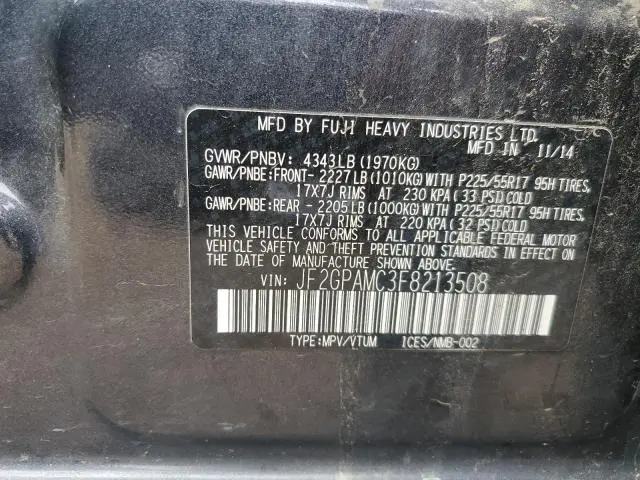 MFD BY FUJI HEAVY INDUSTRIES LTD.
MFD IN 11/14
GVWR/PNBV: 4343LB (1970KG)
GAWR/PNBE:FRONT- 2227LB (1010KG) WITH P225/55R17 95H TIRES,
17X7J RIMS AT 230 KPA (33 PSI) COLD
GAWR/PNBE:REAR - 2205LB (1000KG) WITH P225/55R17 95H TIRES,
17X7J RIMS AT 220 KPA (32 PSI) COLD
THIS VEHICLE CONFORMS TO ALL APPLICABLE FEDERAL MOTOR
VEHICLE SAFETY AND THEFT PREVENTION STANDARDS IN EFFECT ON
THE DATE OF MANUFACTURE SHOWN ABOVE.
VIN: JF2GPAMC3F8213508
TYPE:MPV/VTUM ICES/NMB-002